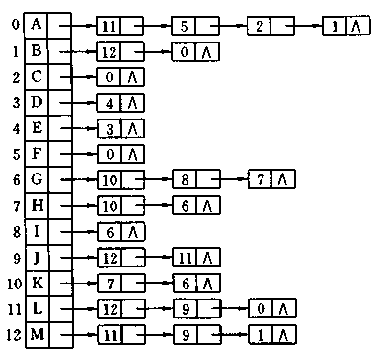 0 A 11 5 2 1 Λ
1 B 12 0 Λ
2 C 0 Λ
3 D 4 Λ
4 E 3 Λ
5 F 0 Λ
6 G 10 8 7 Λ
7 H 10 6 Λ
8 I 6 Λ
9 J 12 11 Λ
10 K 7 6 Λ
11 L 12 9 0 Λ
12 M 11 9 1 Λ